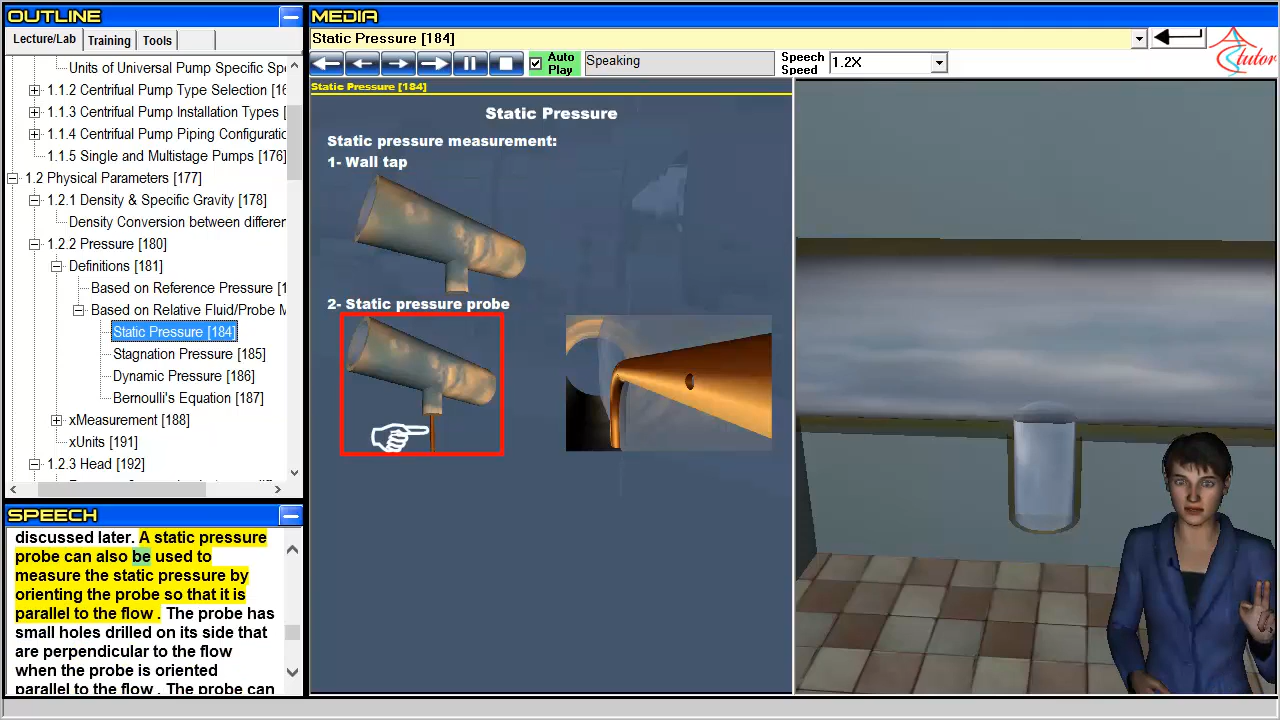 OUTLINE
Lecture/Lab Training Tools
Units of Universal Pump Specific Spe
1.1.2 Centrifugal Pump Type Selection [16
1.1.3 Centrifugal Pump Installation Types [
1.1.4 Centrifugal Pump Piping Configuratio
1.1.5 Single and Multistage Pumps [176]
1.2 Physical Parameters [177]
1.2.1 Density & Specific Gravity [178]
Density Conversion between differen
1.2.2 Pressure [180]
Definitions [181]
Based on Reference Pressure [1
Based on Relative Fluid/Probe M
Static Pressure [184]
Stagnation Pressure [185]
Dynamic Pressure [186]
Bernoulli's Equation [187]
xMeasurement [188]
xUnits [191]
1.2.3 Head [192]
SPEECH
discussed later. A static pressure
probe can also be used to
measure the static pressure by
orienting the probe so that it is
parallel to the flow . The probe has
small holes drilled on its side that
are perpendicular to the flow
when the probe is oriented
parallel to the flow . The probe can
MEDIA
Static Pressure [184]
Auto
Play
Speaking
Speech
Speed
1.2X
tutor
Static Pressure [184]
Static Pressure
Static pressure measurement:
1- Wall tap
2- Static pressure probe